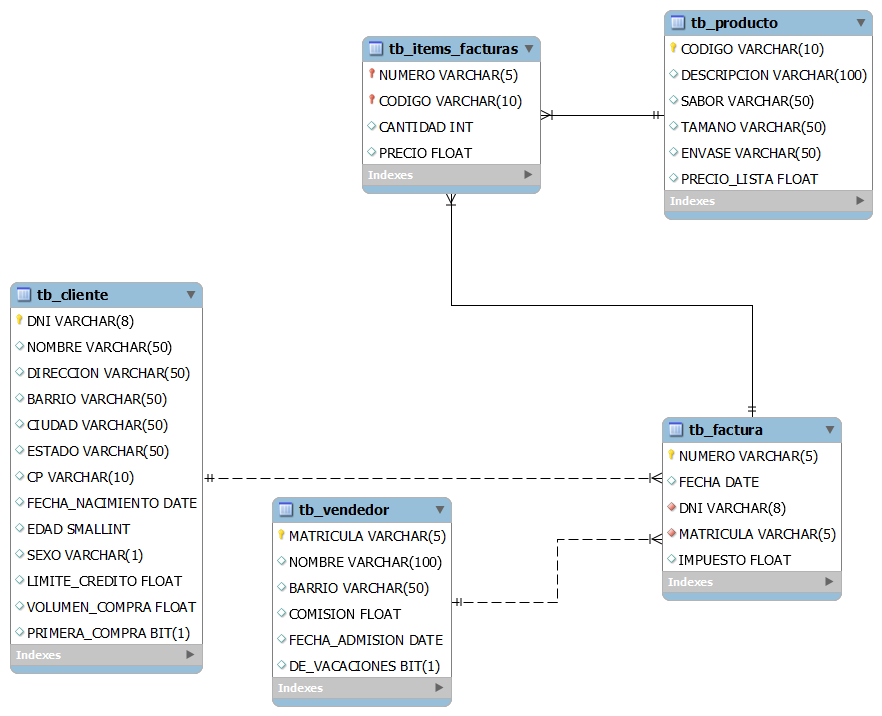 tb_items_facturas
NUMERO VARCHAR(5)
CODIGO VARCHAR(10)
CANTIDAD INT
PRECIO FLOAT
Indexes
tb_producto
CODIGO VARCHAR(10)
DESCRIPCION VARCHAR(100)
SABOR VARCHAR(50)
TAMANO VARCHAR(50)
ENVASE VARCHAR(50)
PRECIO_LISTA FLOAT
Indexes
tb_cliente
DNI VARCHAR(8)
NOMBRE VARCHAR(50)
DIRECCION VARCHAR(50)
BARRIO VARCHAR(50)
CIUDAD VARCHAR(50)
ESTADO VARCHAR(50)
CP VARCHAR(10)
FECHA_NACIMIENTO DATE
EDAD SMALLINT
SEXO VARCHAR(1)
LIMITE_CREDITO FLOAT
VOLUMEN_COMPRA FLOAT
PRIMERA_COMPRA BIT(1)
Indexes
tb_vendedor
MATRICULA VARCHAR(5)
NOMBRE VARCHAR(100)
BARRIO VARCHAR(50)
COMISION FLOAT
FECHA_ADMISION DATE
DE_VACACIONES BIT(1)
Indexes
tb_factura
NUMERO VARCHAR(5)
FECHA DATE
DNI VARCHAR(8)
MATRICULA VARCHAR(5)
IMPUESTO FLOAT
Indexes